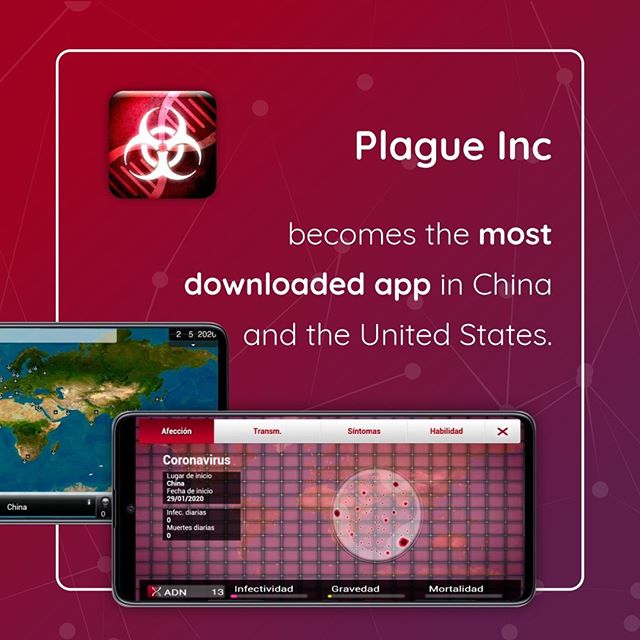 Plague Inc
becomes the most
downloaded app in China
and the United States.
2 5 2020
China
0
Afección Transm. Síntomas Habilidad X
Coronavirus
Lugar de inicio
China
Fecha de inicio
29/01/2020
Infec. diarias
0
Muertes diarias
0
ADN 13 Infectividad Gravedad Mortalidad